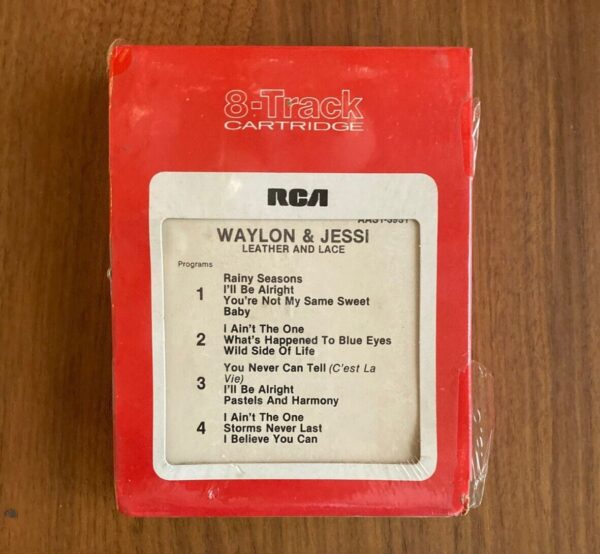 8-Track
CARTRIDGE
RCA
WAYLON & JESSI
LEATHER AND LACE
Programs
1
Rainy Seasons
I'll Be Alright
You're Not My Same Sweet
Baby
2
I Ain't The One
What's Happened To Blue Eyes
Wild Side Of Life
3
You Never Can Tell (C'est La
Vie)
I'll Be Alright
Pastels And Harmony
4
I Ain't The One
Storms Never Last
I Believe You Can